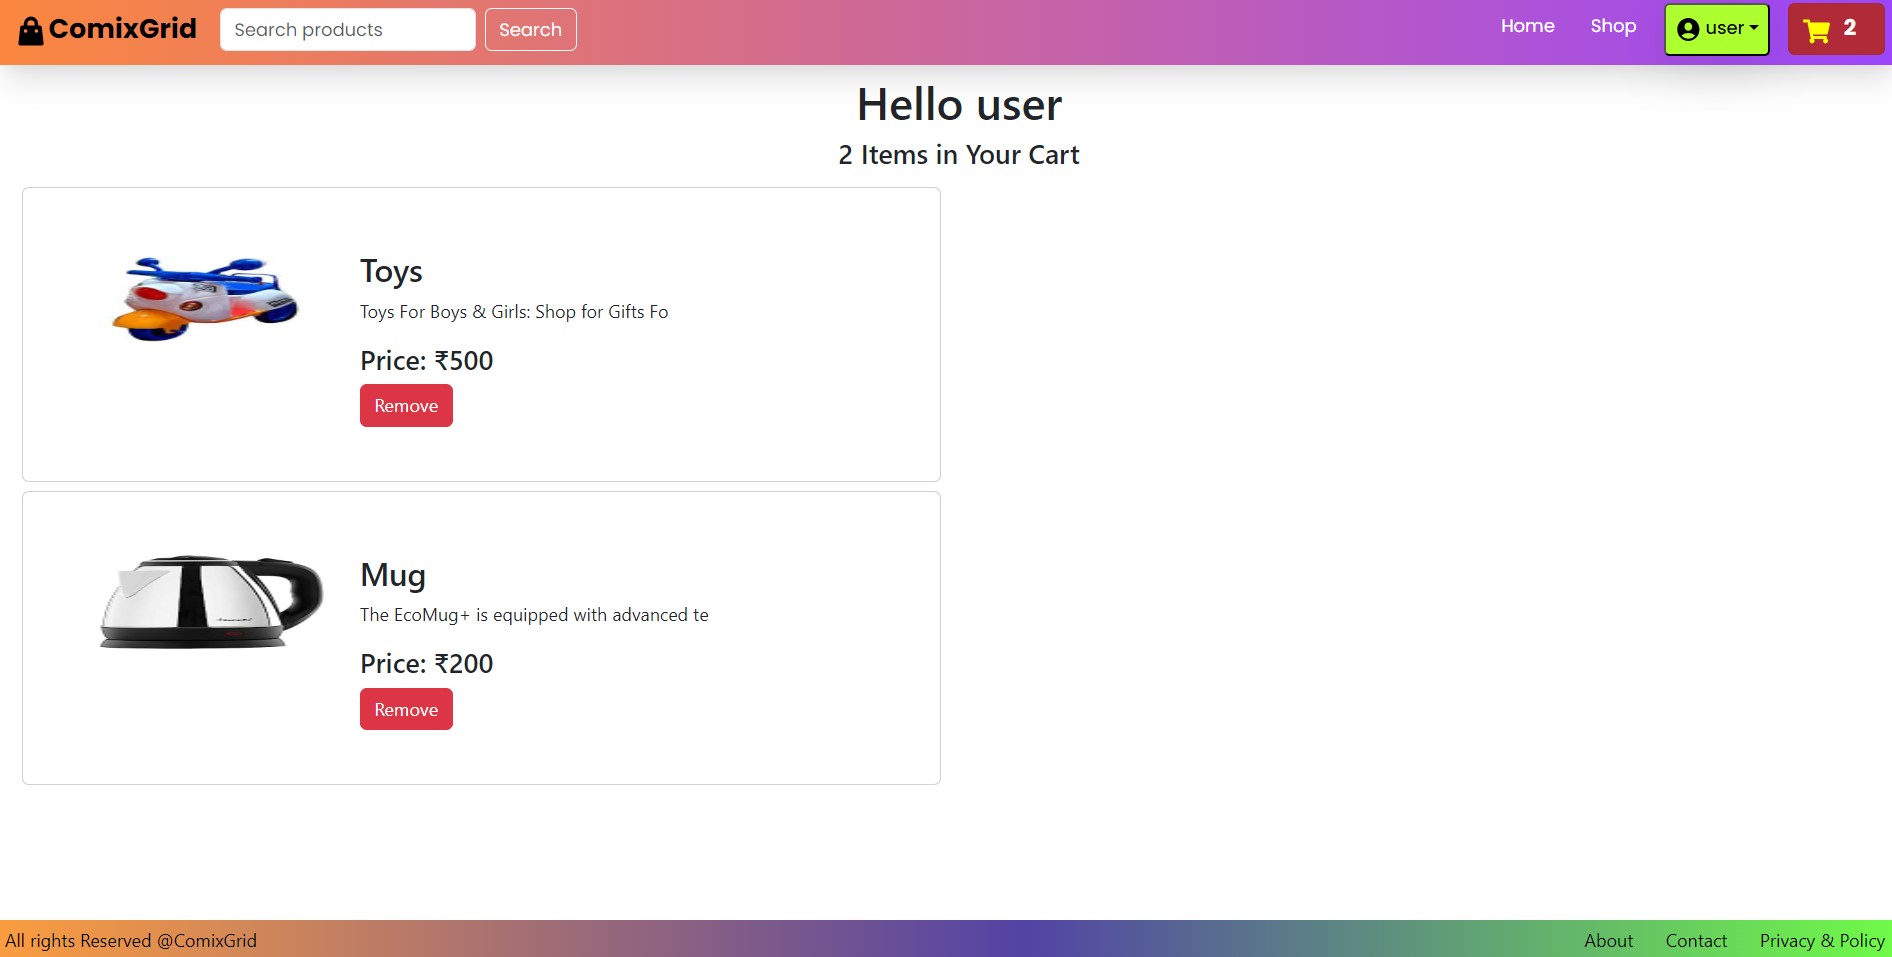 ComixGrid
Search products
Search
Home
Shop
user
2
Hello user
2 Items in Your Cart
Toys
Toys For Boys & Girls: Shop for Gifts Fo
Price: ₹500
Remove
Mug
The EcoMug+ is equipped with advanced te
Price: ₹200
Remove
All rights Reserved @ComixGrid
About
Contact
Privacy & Policy